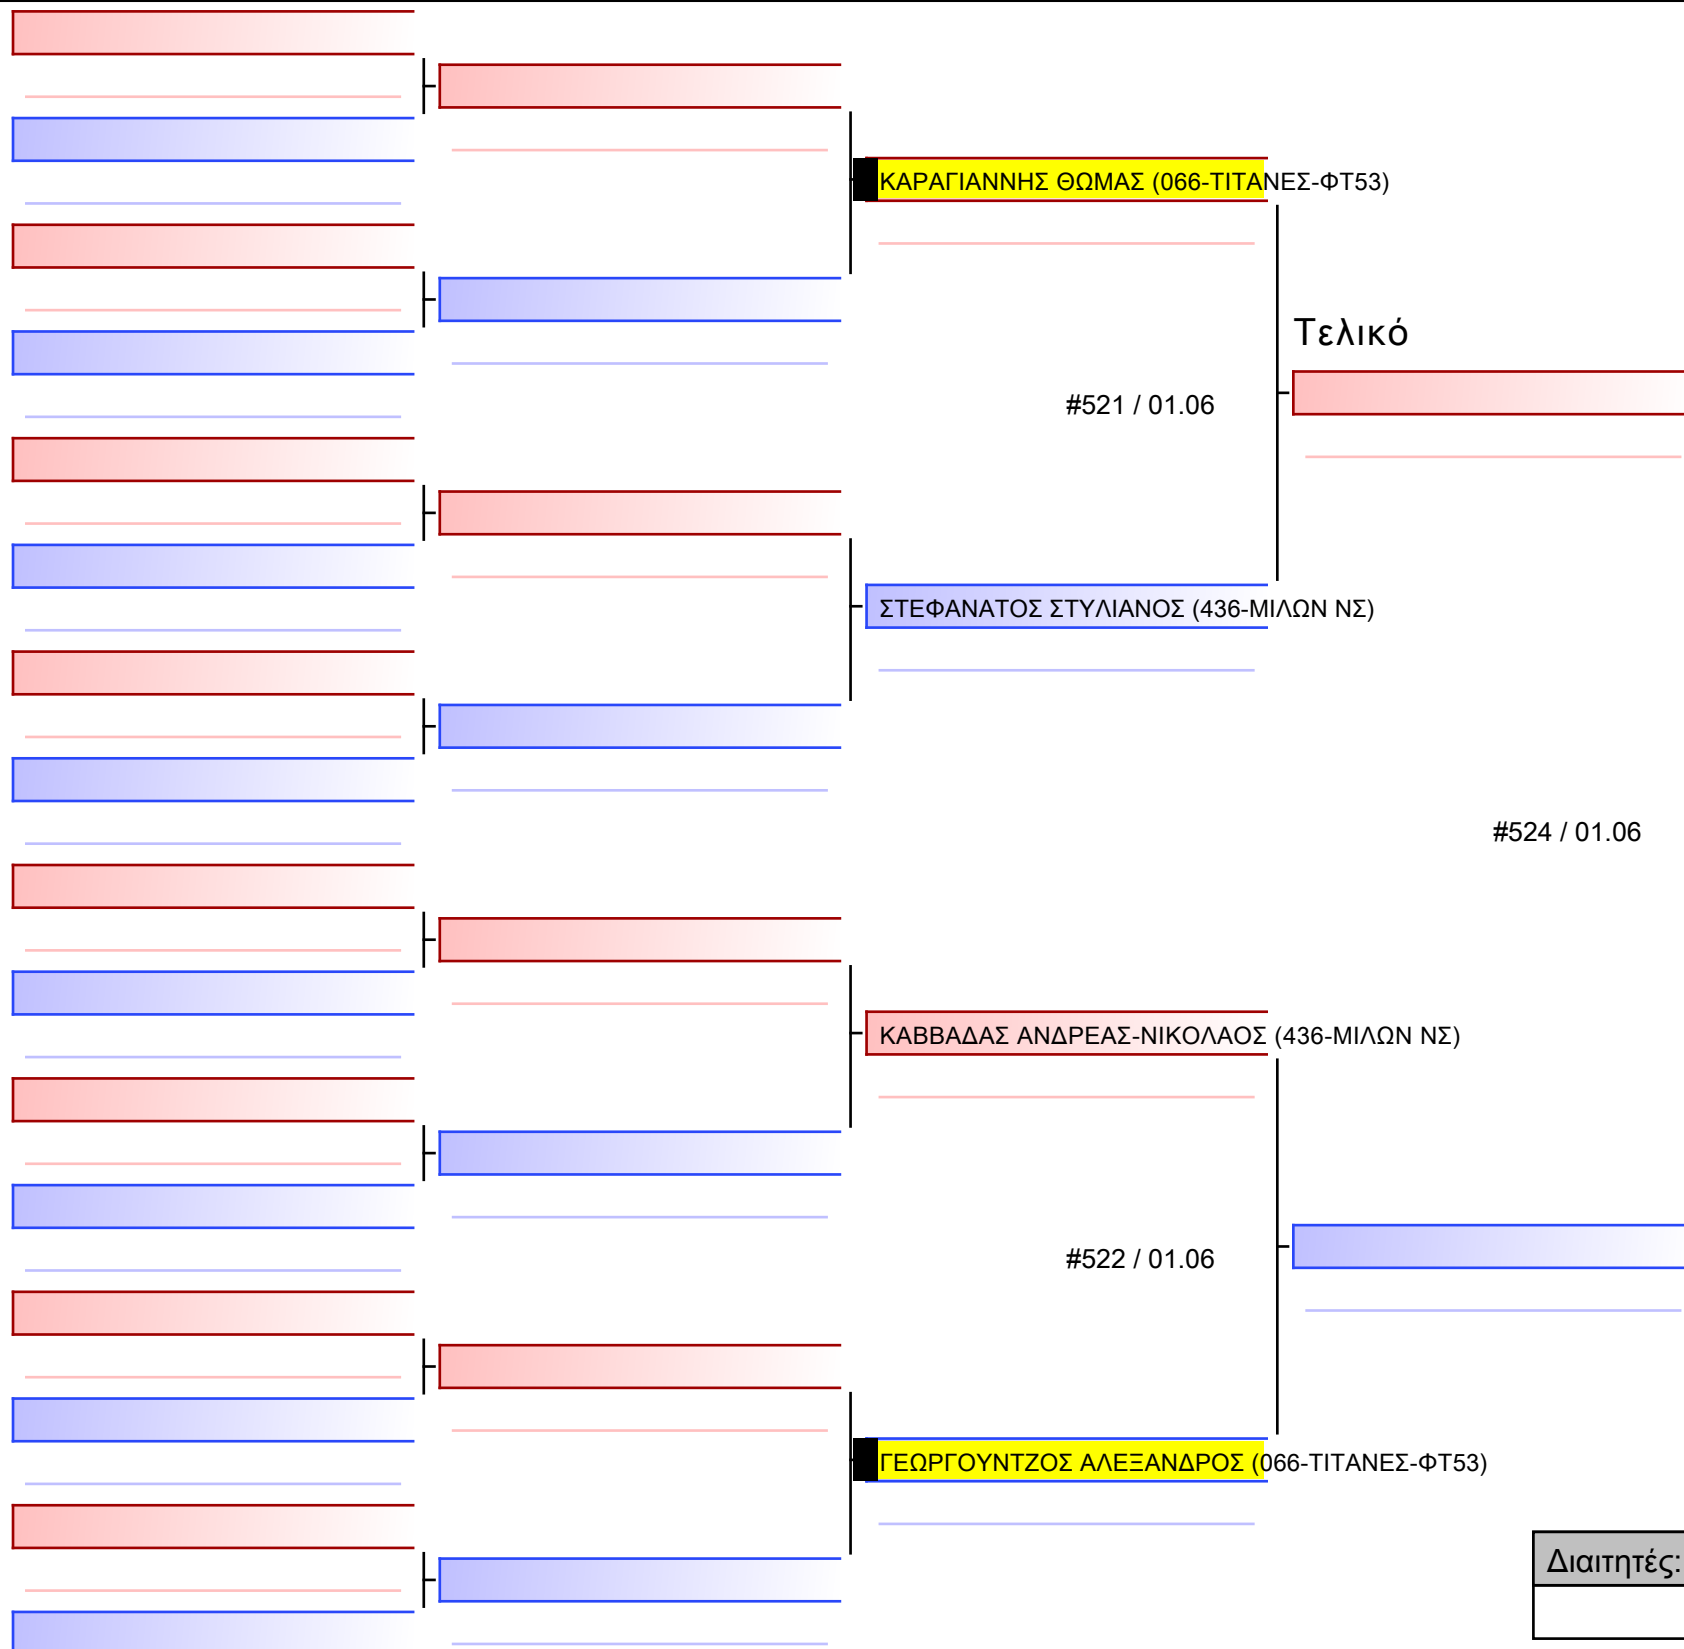 ΚΑΡΑΓΙΑΝΝΗΣ ΘΩΜΑΣ (066-ΤΙΤΑΝΕΣ-ΦΤ53)
Τελικό
#521 / 01.06
ΣΤΕΦΑΝΑΤΟΣ ΣΤΥΛΙΑΝΟΣ (436-ΜΙΛΩΝ ΝΣ)
#524 / 01.06
ΚΑΒΒΑΔΑΣ ΑΝΔΡΕΑΣ-ΝΙΚΟΛΑΟΣ (436-ΜΙΛΩΝ ΝΣ)
#522 / 01.06
ΓΕΩΡΓΟΥΝΤΖΟΣ ΑΛΕΞΑΝΔΡΟΣ (066-ΤΙΤΑΝΕΣ-ΦΤ53)
Διαιτητές: